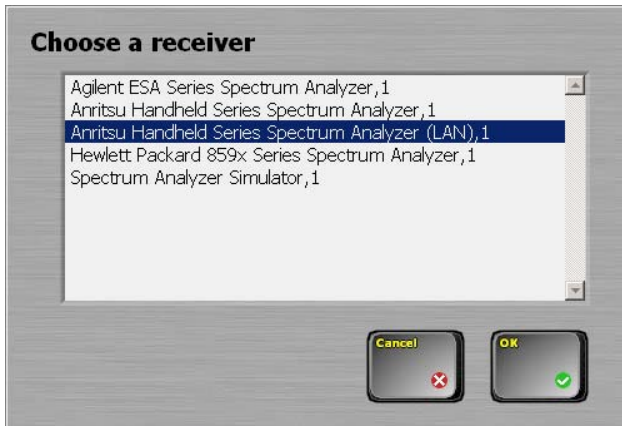 Choose a receiver
Agilent ESA Series Spectrum Analyzer,1
Anritsu Handheld Series Spectrum Analyzer,1
Anritsu Handheld Series Spectrum Analyzer (LAN),1
Hewlett Packard 859x Series Spectrum Analyzer,1
Spectrum Analyzer Simulator,1
Cancel
OK